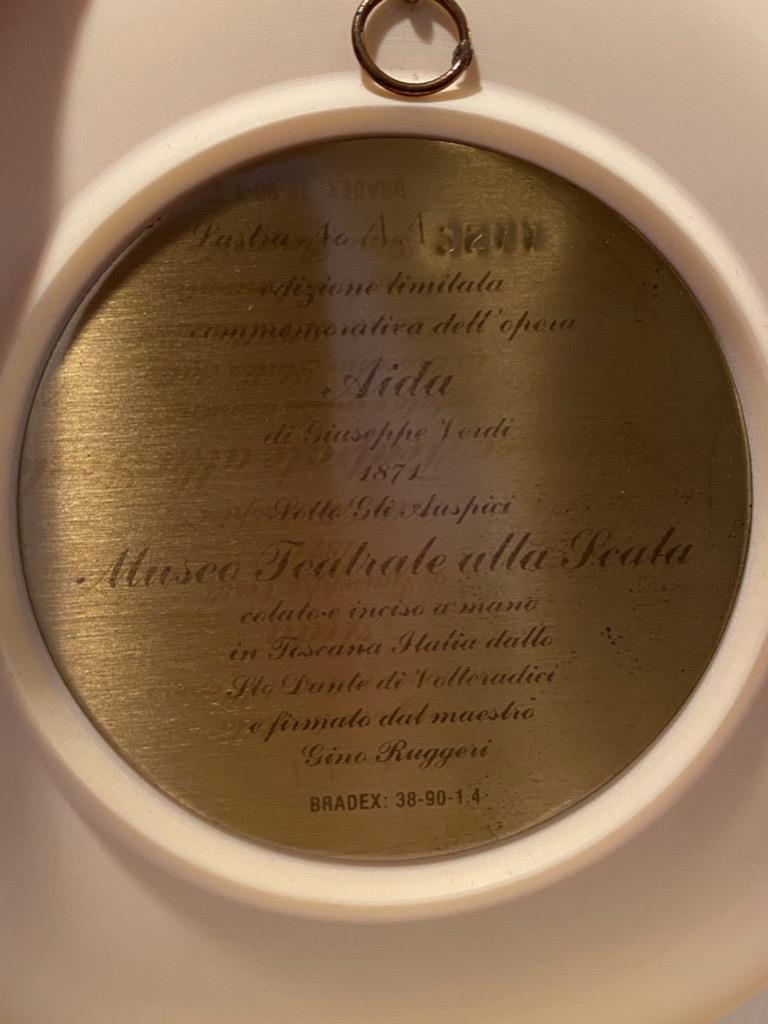 Lastra No. A A
edizione limitata
commemorativa dell'opera
Aida
di Giuseppe Verdi
1871
Sotto Gli Auspici
Museo Teatrale alla Scala
colato e inciso a mano
in Toscana Italia dallo
Sto Dante di Volteradici
e firmato dal maestro
Gino Ruggeri
BRADEX: 38-90-1.4